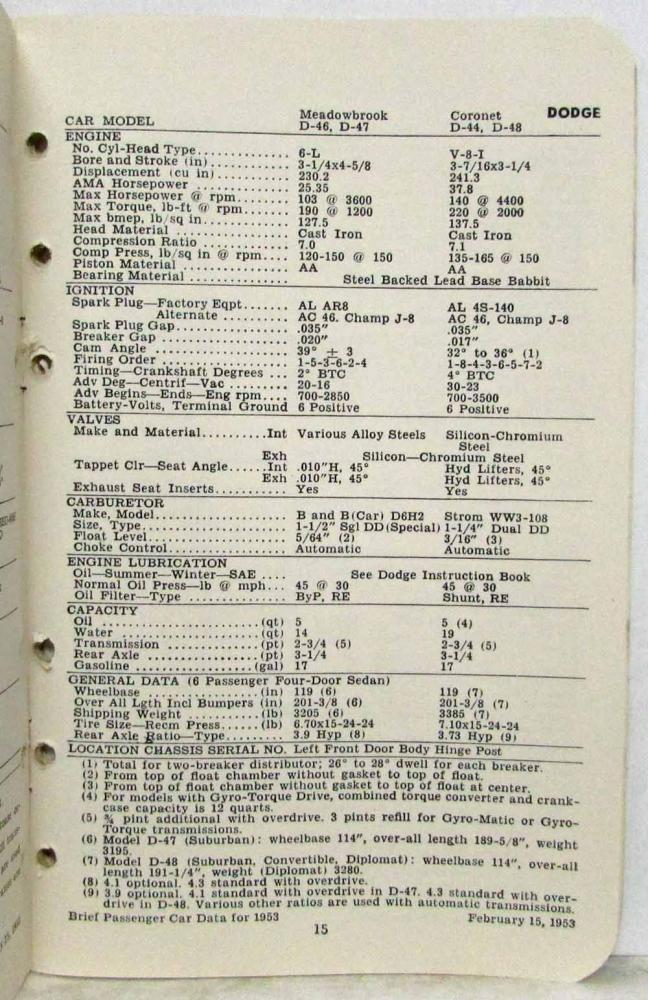 Meadowbrook Coronet DODGE
CAR MODEL D-46, D-47 D-44, D-48
ENGINE
No. Cyl-Head Type.............. 6-L V-8-I
Bore and Stroke (in)............ 3-1/4x4-5/8 3-7/16x3-1/4
Displacement (cu in)............ 230.2 241.3
AMA Horsepower .............. 25.35 37.8
Max Horsepower @ rpm....... 103 @ 3600 140 @ 4400
Max Torque, lb-ft @ rpm....... 190 @ 1200 220 @ 2000
Max bmep, lb/sq in............. 127.5 137.5
Head Material ................. Cast Iron Cast Iron
Compression Ratio ............ 7.0 7.1
Comp Press, lb/sq in @ rpm.... 120-150 @ 150 135-165 @ 150
Piston Material ................ AA AA
Bearing Material ............... Steel Backed Lead Base Babbit
IGNITION
Spark Plug—Factory Eqpt....... AL AR8 AL 4S-140
Alternate .......... AC 46. Champ J-8 AC 46, Champ J-8
Spark Plug Gap................. .035" .035"
Breaker Gap ................... .020" .017"
Cam Angle .................... 39° ± 3 32° to 36° (1)
Firing Order ................... 1-5-3-6-2-4 1-8-4-3-6-5-7-2
Timing—Crankshaft Degrees ... 2° BTC 4° BTC
Adv Deg—Centrif—Vac ......... 20-16 30-23
Adv Begins—Ends—Eng rpm.... 700-2850 700-3500
Battery-Volts, Terminal Ground 6 Positive 6 Positive
VALVES
Make and Material..........Int Various Alloy Steels Silicon-Chromium
Steel
Exh Silicon—Chromium Steel
Tappet Clr—Seat Angle......Int .010"H, 45° Hyd Lifters, 45°
Exh .010"H, 45° Hyd Lifters, 45°
Exhaust Seat Inserts........... Yes Yes
CARBURETOR
Make, Model.................... B and B(Car) D6H2 Strom WW3-108
Size, Type...................... 1-1/2" Sgl DD(Special) 1-1/4" Dual DD
Float Level..................... 5/64" (2) 3/16" (3)
Choke Control.................. Automatic Automatic
ENGINE LUBRICATION
Oil—Summer—Winter—SAE .... See Dodge Instruction Book
Normal Oil Press—lb @ mph... 45 @ 30 45 @ 30
Oil Filter—Type ............... ByP, RE Shunt, RE
CAPACITY
Oil .......................(qt) 5 5 (4)
Water ....................(qt) 14 19
Transmission ..............(pt) 2-3/4 (5) 2-3/4 (5)
Rear Axle .................(pt) 3-1/4 3-1/4
Gasoline ..................(gal) 17 17
GENERAL DATA (6 Passenger Four-Door Sedan)
Wheelbase ................(in) 119 (6) 119 (7)
Over All Lgth Incl Bumpers (in) 201-3/8 (6) 201-3/8 (7)
Shipping Weight ...........(lb) 3205 (6) 3385 (7)
Tire Size—Recm Press......(lb) 6.70x15-24-24 7.10x15-24-24
Rear Axle Ratio—Type......... 3.9 Hyp (8) 3.73 Hyp (9)
LOCATION CHASSIS SERIAL NO. Left Front Door Body Hinge Post
(1) Total for two-breaker distributor; 26° to 28° dwell for each breaker.
(2) From top of float chamber without gasket to top of float.
(3) From top of float chamber without gasket to top of float at center.
(4) For models with Gyro-Torque Drive, combined torque converter and crank-
case capacity is 12 quarts.
(5) ¾ pint additional with overdrive. 3 pints refill for Gyro-Matic or Gyro-
Torque transmissions.
(6) Model D-47 (Suburban): wheelbase 114", over-all length 189-5/8", weight
3195.
(7) Model D-48 (Suburban, Convertible, Diplomat): wheelbase 114", over-all
length 191-1/4", weight (Diplomat) 3280.
(8) 4.1 optional. 4.3 standard with overdrive.
(9) 3.9 optional. 4.1 standard with overdrive in D-47. 4.3 standard with over-
drive in D-48. Various other ratios are used with automatic transmissions.
Brief Passenger Car Data for 1953 February 15, 1953
15